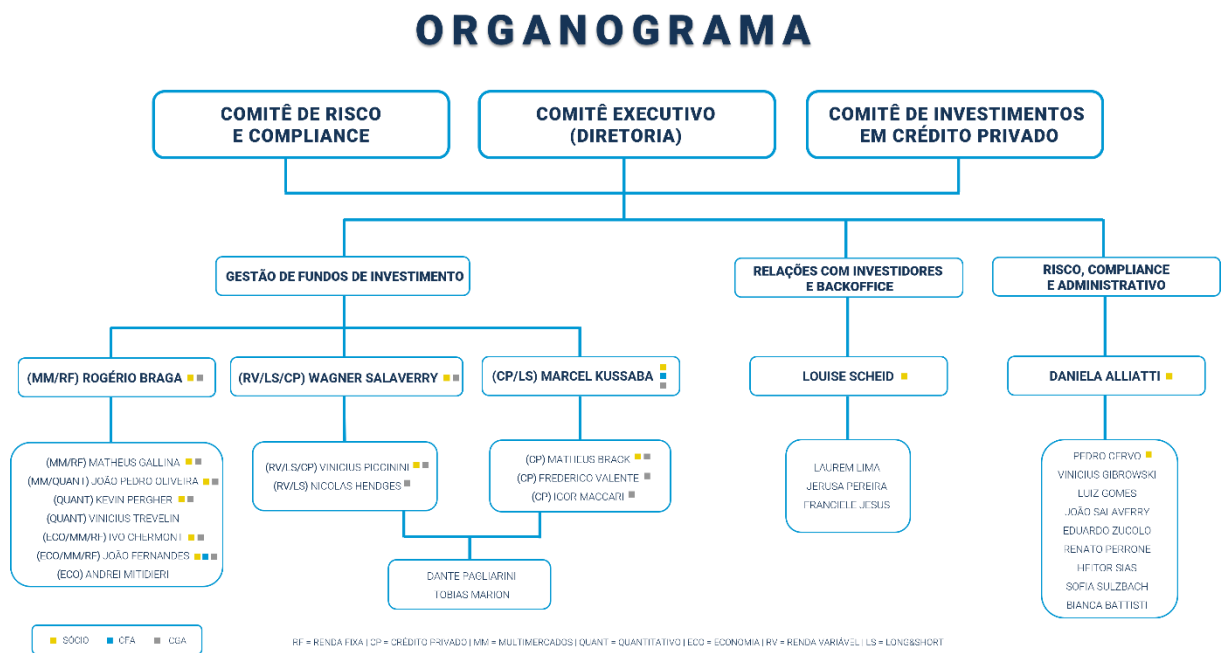 ORGANOGRAMA
COMITÊ DE RISCO
E COMPLIANCE
COMITÊ EXECUTIVO
(DIRETORIA)
COMITÊ DE INVESTIMENTOS
EM CRÉDITO PRIVADO
GESTÃO DE FUNDOS DE INVESTIMENTO
RELAÇÕES COM INVESTIDORES
E BACKOFFICE
RISCO, COMPLIANCE
E ADMINISTRATIVO
(MM/RF) ROGÉRIO BRAGA
(RV/LS/CP) WAGNER SALAVERRY
(CP/LS) MARCEL KUSSABA
LOUISE SCHEID
DANIELA ALLIATTI
(MM/RF) MATHEUS GALLINA
(MM/QUANT) JOÃO PEDRO OLIVEIRA
(QUANT) KEVIN PERGHER
(QUANT) VINICIUS TREVELIN
(ECO/MM/RF) IVO CHERMONT
(ECO/MM/RF) JOÃO FERNANDES
(ECO) ANDREI MITIDIERI
(RV/LS/CP) VINICIUS PICCININI
(RV/LS) NICOLAS HENDGES
(CP) MATHEUS BRACK
(CP) FREDERICO VALENTE
(CP) IGOR MACCARI
DANTE PAGLIARINI
TOBIAS MARION
LAUREM LIMA
JERUSA PEREIRA
FRANCIELE JESUS
PEDRO CERVO
VINICIUS GIBROWSKI
LUIZ GOMES
JOÃO SALAVERRY
EDUARDO ZUCOLO
RENATO PERRONE
HEITOR SIAS
SOFIA SULZBACH
BIANCA BATTISTI
SÓCIO CFA CGA
RF = RENDA FIXA | CP = CRÉDITO PRIVADO | MM = MULTIMERCADOS | QUANT = QUANTITATIVO | ECO = ECONOMIA | RV = RENDA VARIÁVEL | LS = LONG&SHORT